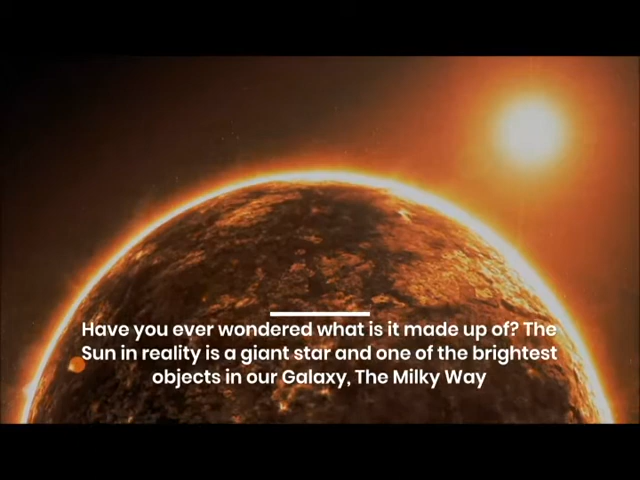 Have you ever wondered what is it made up of? The
Sun in reality is a giant star and one of the brightest
objects in our Galaxy, The Milky Way